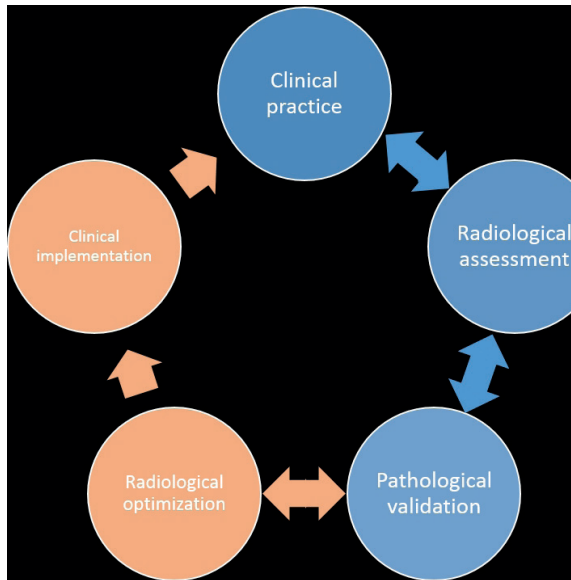 Clinical
practice
Radiological
assessment
Pathological
validation
Radiological
optimization
Clinical
implementation